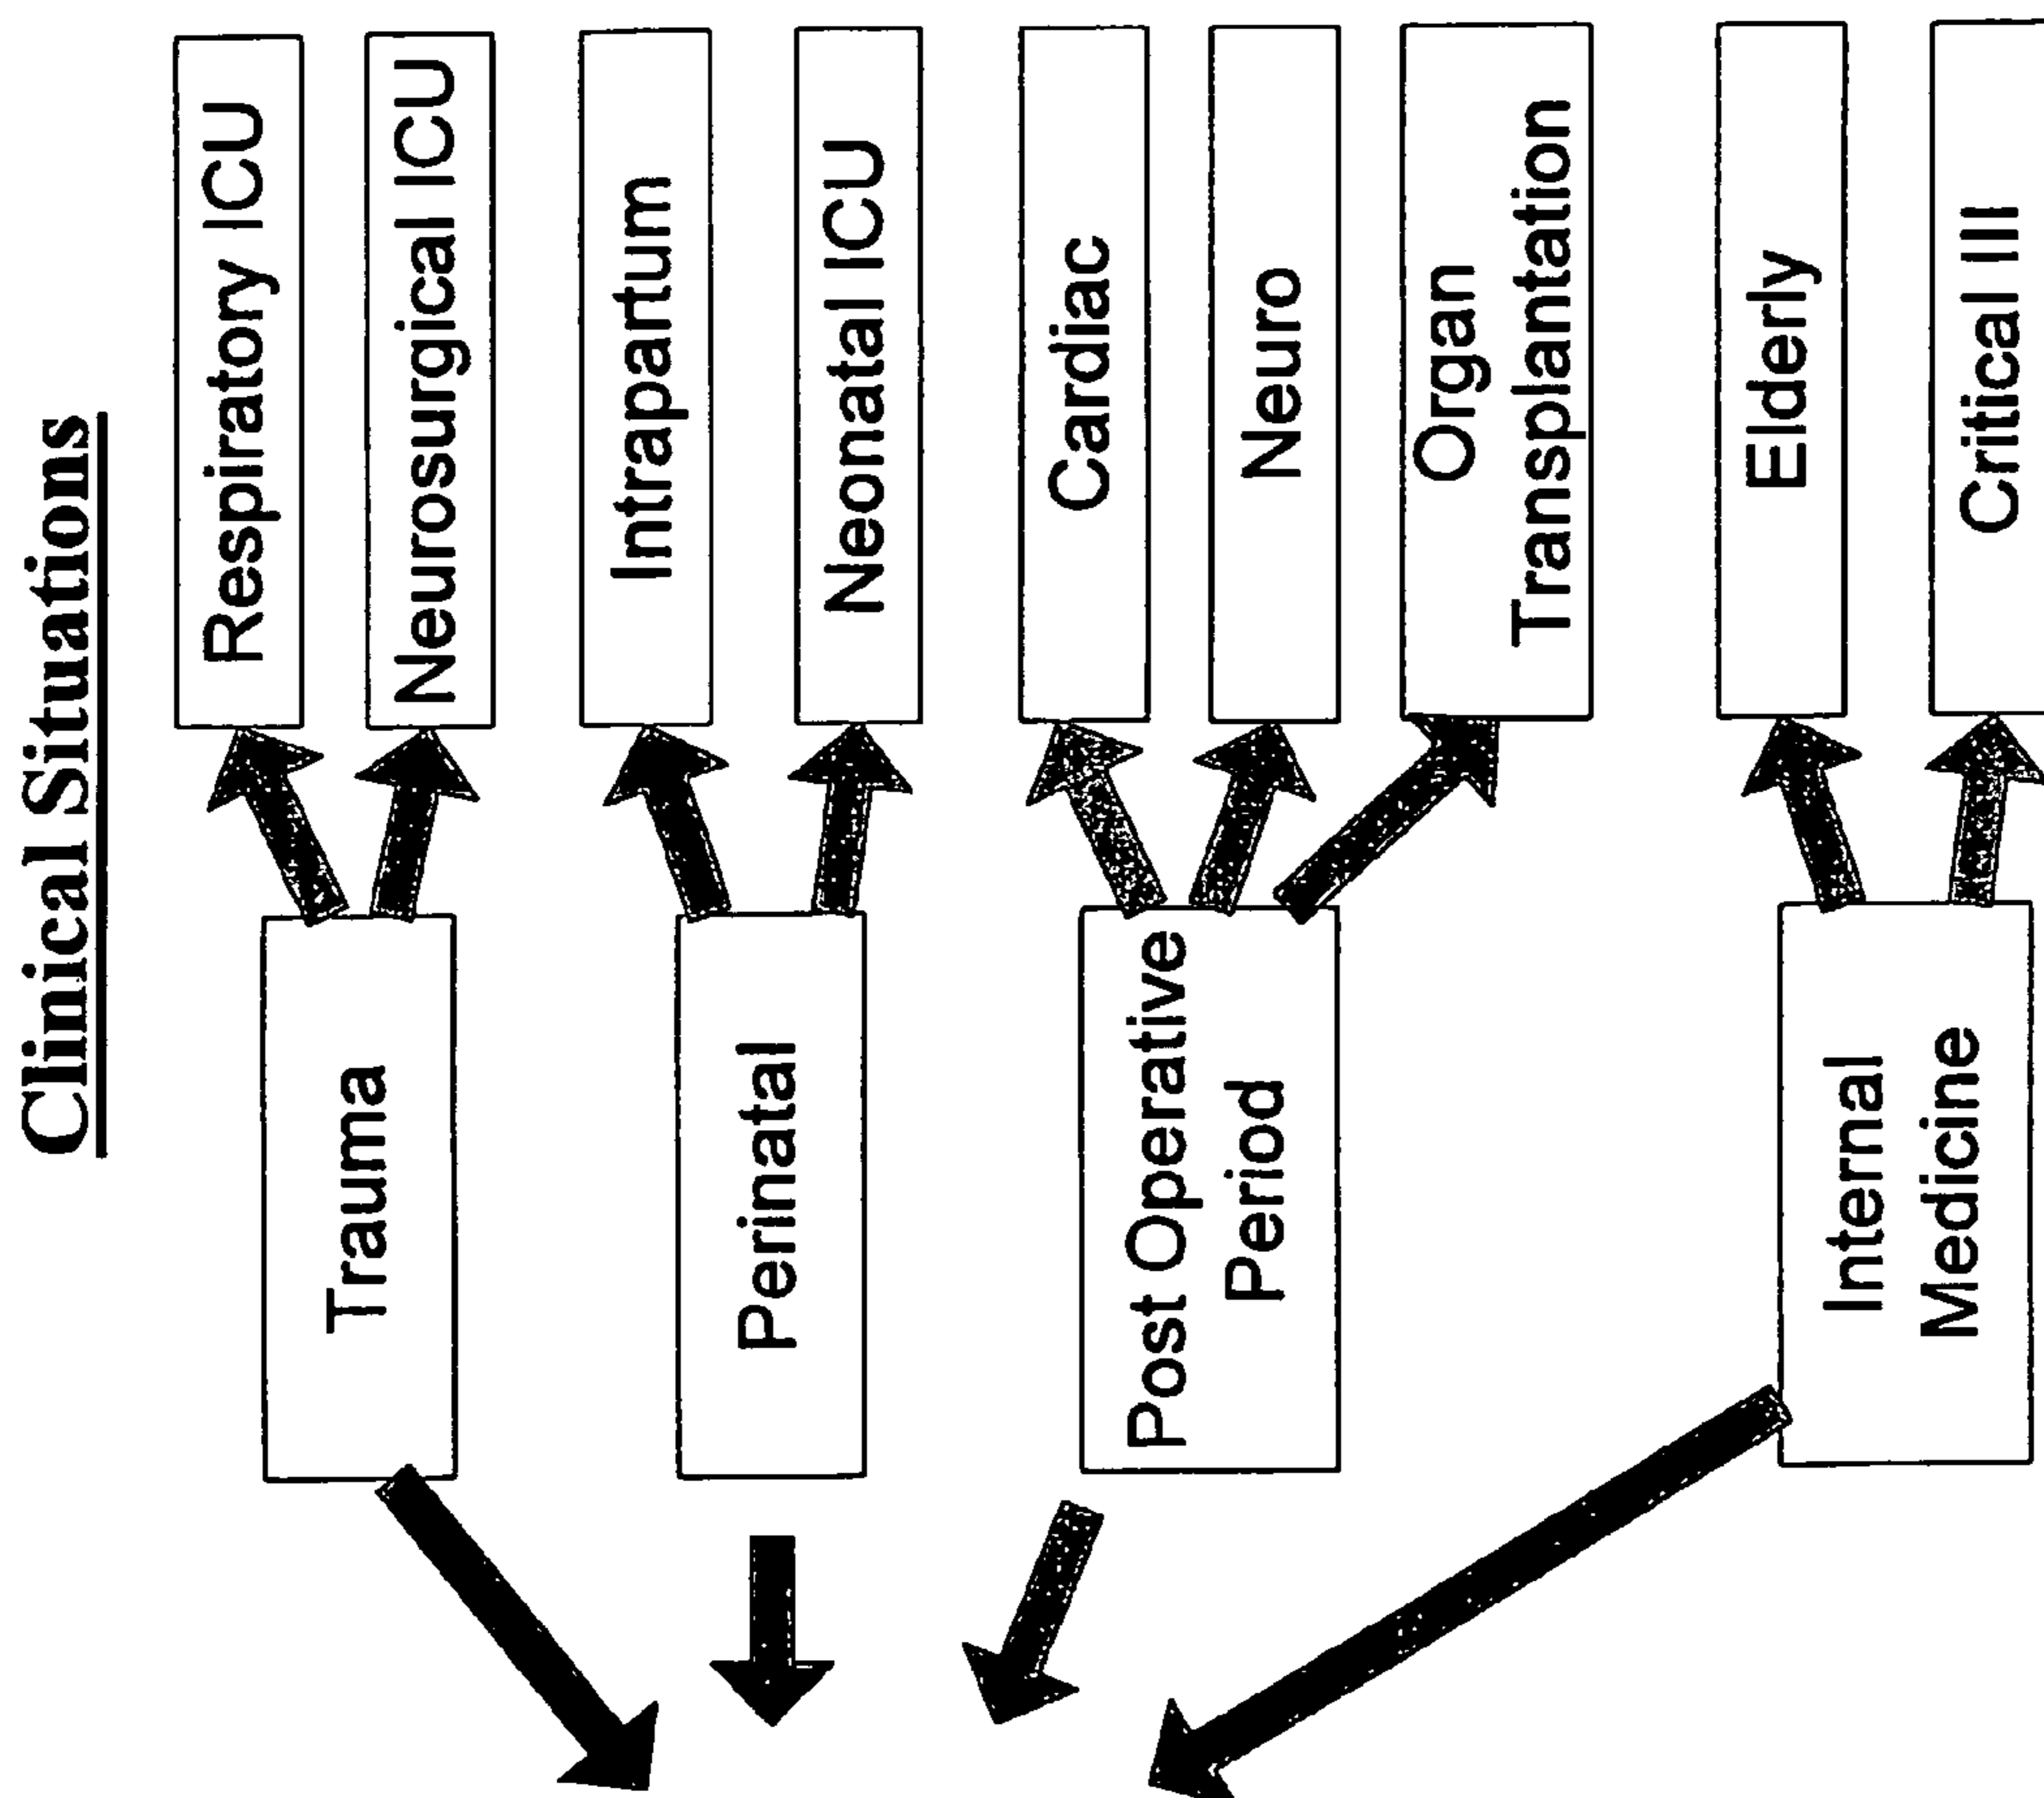 Clinical Situations
Trauma
Respiratory ICU
Neurosurgical ICU
Perinatal
Intrapartum
Neonatal ICU
Post Operative
Period
Cardiac
Neuro
Organ
Transplantation
Internal
Medicine
Elderly
Critical Ill